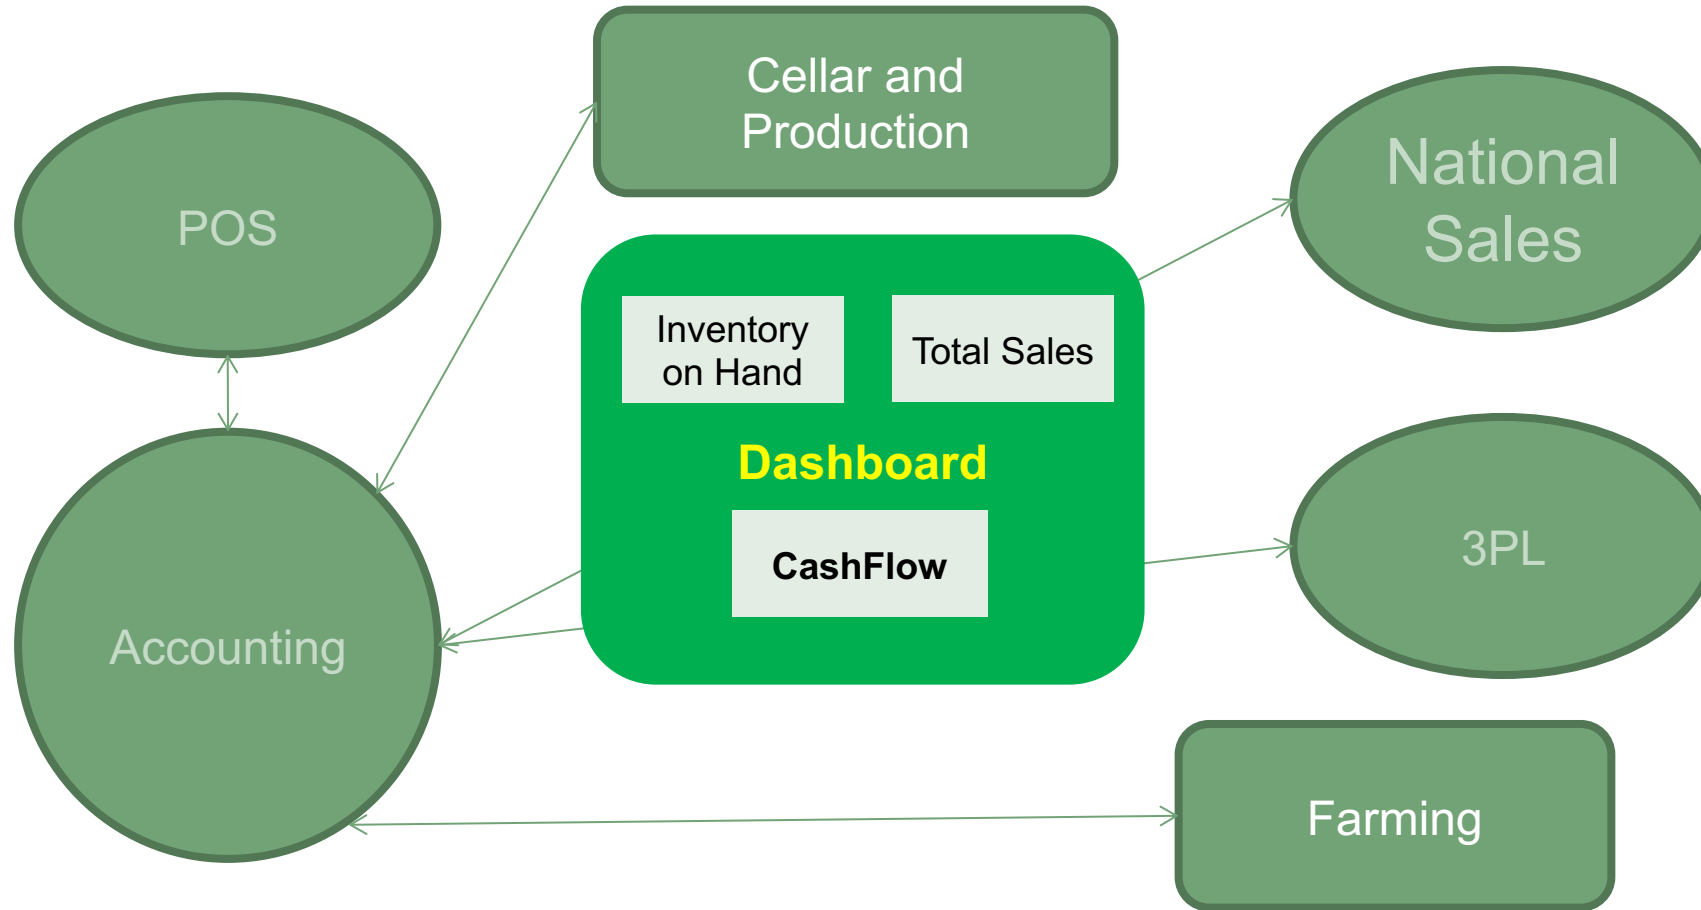 Cellar and
Production
National
Sales
POS
Inventory
on Hand
Total Sales
Dashboard
CashFlow
3PL
Accounting
Farming